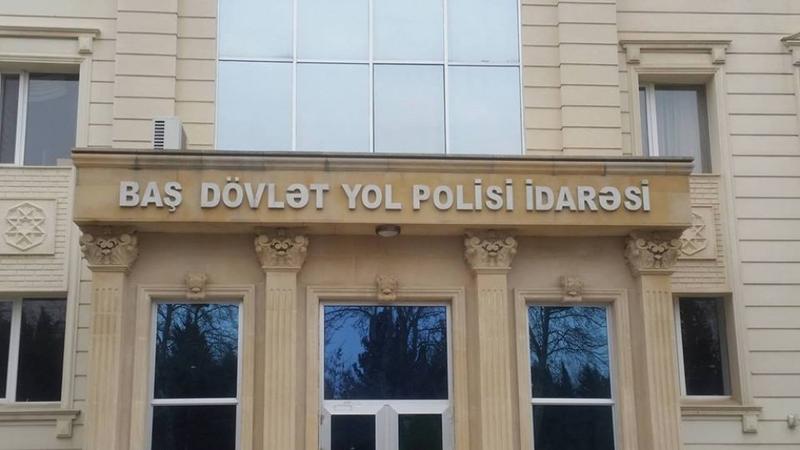 BAŞ DÖVLƏT YOL POLİSİ İDARƏSİ